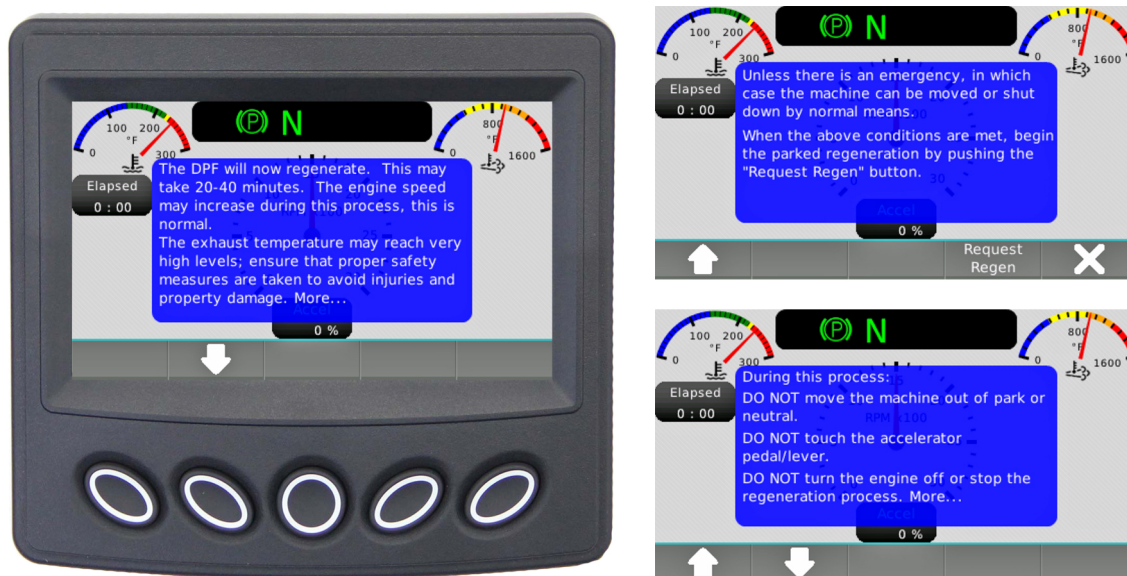 (P) N
100 200
°F
0 300
800
1600
Elapsed
0 : 00
The DPF will now regenerate. This may
take 20-40 minutes. The engine speed
may increase during this process, this is
normal.
The exhaust temperature may reach very
high levels; ensure that proper safety
measures are taken to avoid injuries and
property damage. More...
5 25
Accel
0 %
(P) N
100 200
°F
0 300
800
1600
Elapsed
0 : 00
Unless there is an emergency, in which
case the machine can be moved or shut
down by normal means.
When the above conditions are met, begin
the parked regeneration by pushing the
"Request Regen" button.
0 30
Accel
0 %
Request
Regen
(P) N
100 200
°F
0 300
800
1600
Elapsed
0 : 00
During this process:
15
DO NOT move the machine out of park or
neutral.
RPM x100
DO NOT touch the accelerator
pedal/lever.
DO NOT turn the engine off or stop the
regeneration process. More...
Accel
0 %